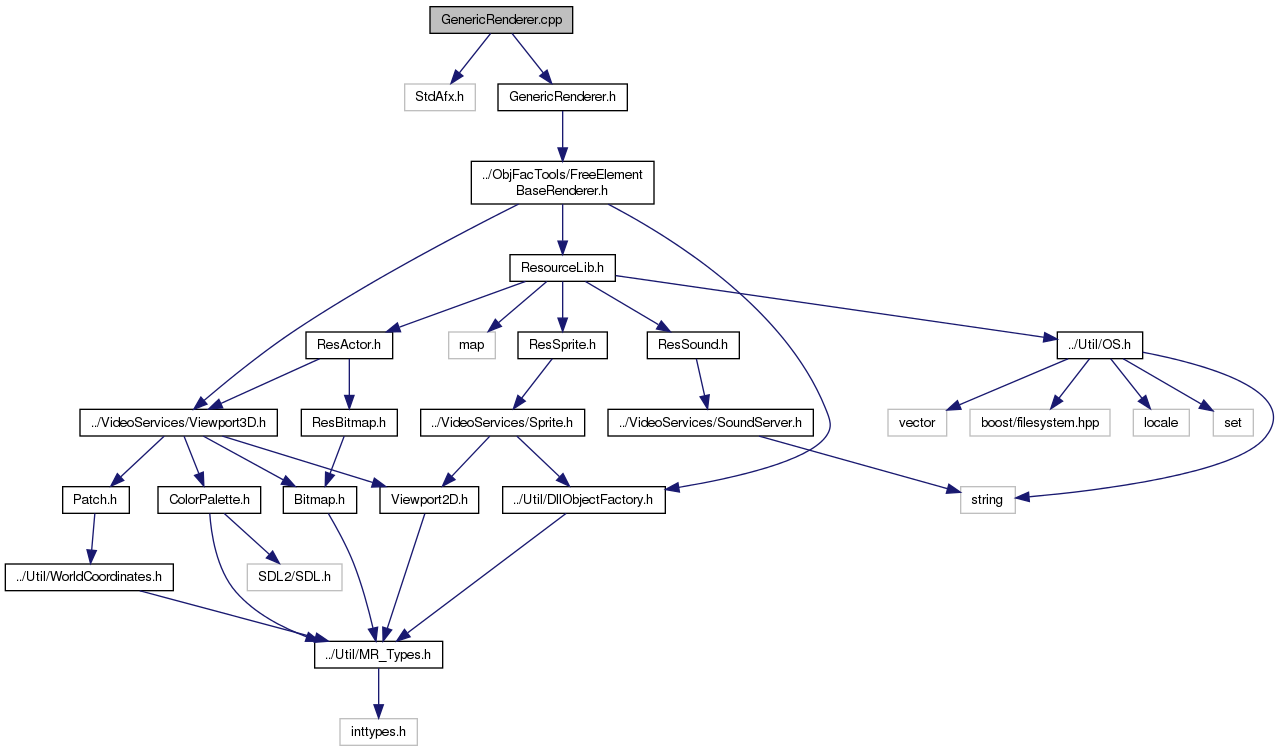 GenericRenderer.cpp
StdAfx.h
GenericRenderer.h
../ObjFacTools/FreeElement
BaseRenderer.h
ResourceLib.h
ResActor.h
map
ResSprite.h
ResSound.h
../Util/OS.h
../VideoServices/Viewport3D.h
ResBitmap.h
../VideoServices/Sprite.h
../VideoServices/SoundServer.h
vector
boost/filesystem.hpp
locale
set
Patch.h
ColorPalette.h
Bitmap.h
Viewport2D.h
../Util/DllObjectFactory.h
string
../Util/WorldCoordinates.h
SDL2/SDL.h
../Util/MR_Types.h
inttypes.h